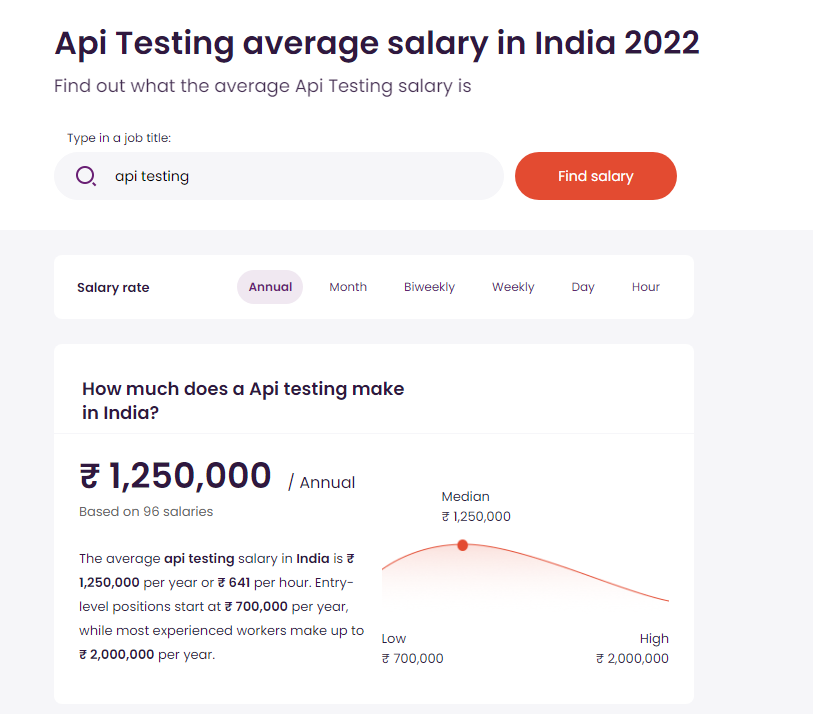 Api Testing average salary in India 2022
Find out what the average Api Testing salary is
Type in a job title:
api testing
Find salary
Salary rate
Annual
Month
Biweekly
Weekly
Day
Hour
How much does a Api testing make
in India?
₹ 1,250,000 / Annual
Based on 96 salaries
The average api testing salary in India is ₹
1,250,000 per year or ₹ 641 per hour. Entry-
level positions start at ₹ 700,000 per year,
while most experienced workers make up to
₹ 2,000,000 per year.
Median
₹ 1,250,000
Low
₹ 700,000
High
₹ 2,000,000